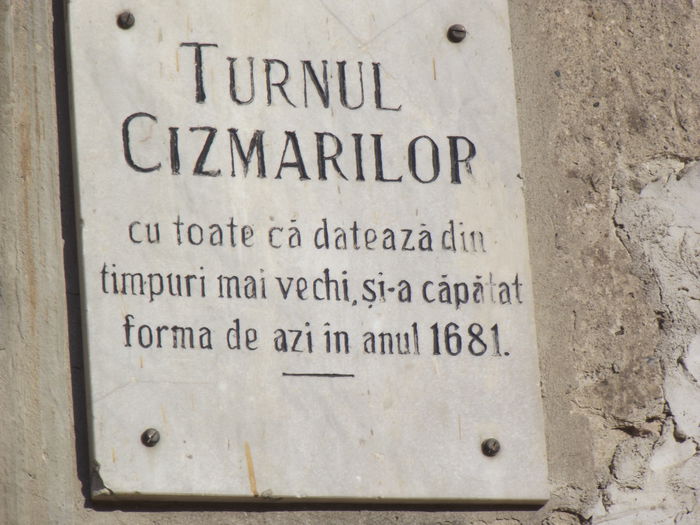 TURNUL
CIZMARILOR
cu toate că datează din
timpuri mai vechi, și-a căpătat
forma de azi în anul 1681.